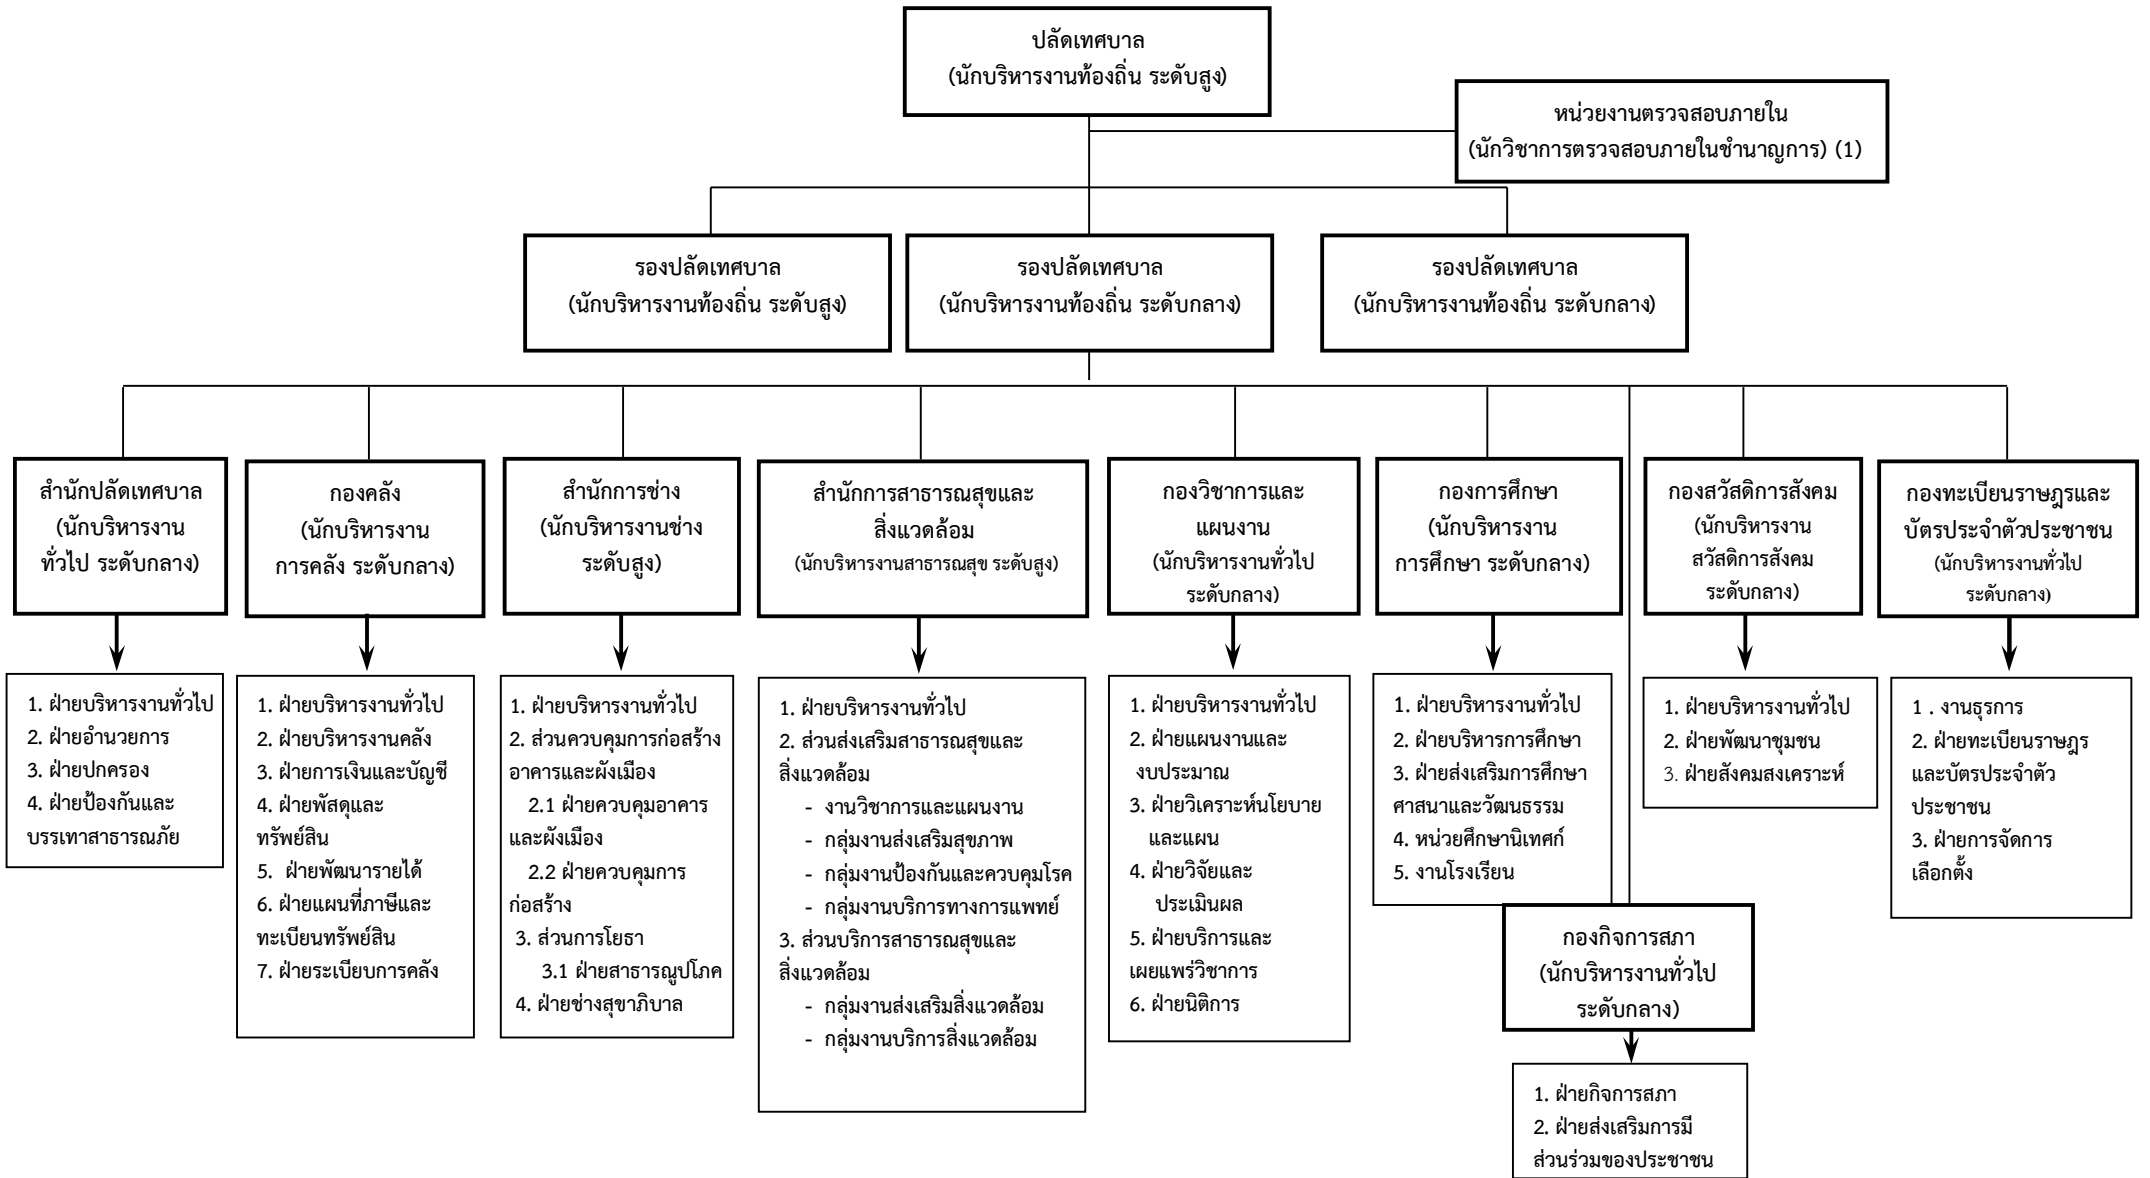 ปลัดเทศบาล
(นักบริหารงานท้องถิ่น ระดับสูง)
หน่วยงานตรวจสอบภายใน
(นักวิชาการตรวจสอบภายในชำนาญการ) (1)
รองปลัดเทศบาล
(นักบริหารงานท้องถิ่น ระดับสูง)
รองปลัดเทศบาล
(นักบริหารงานท้องถิ่น ระดับกลาง)
รองปลัดเทศบาล
(นักบริหารงานท้องถิ่น ระดับกลาง)
สำนักปลัดเทศบาล
(นักบริหารงาน
ทั่วไป ระดับกลาง)
กองคลัง
(นักบริหารงาน
การคลัง ระดับกลาง)
สำนักการช่าง
(นักบริหารงานช่าง
ระดับสูง)
สำนักการสาธารณสุขและ
สิ่งแวดล้อม
(นักบริหารงานสาธารณสุข ระดับสูง)
กองวิชาการและ
แผนงาน
(นักบริหารงานทั่วไป
ระดับกลาง)
กองการศึกษา
(นักบริหารงาน
การศึกษา ระดับกลาง)
กองสวัสดิการสังคม
(นักบริหารงาน
สวัสดิการสังคม
ระดับกลาง)
กองทะเบียนราษฎรและ
บัตรประจำตัวประชาชน
(นักบริหารงานทั่วไป
ระดับกลาง)
1. ฝ่ายบริหารงานทั่วไป
2. ฝ่ายอำนวยการ
3. ฝ่ายปกครอง
4. ฝ่ายป้องกันและ
บรรเทาสาธารณภัย
1. ฝ่ายบริหารงานทั่วไป
2. ฝ่ายบริหารงานคลัง
3. ฝ่ายการเงินและบัญชี
4. ฝ่ายพัสดุและ
ทรัพย์สิน
5. ฝ่ายพัฒนารายได้
6. ฝ่ายแผนที่ภาษีและ
ทะเบียนทรัพย์สิน
7. ฝ่ายระเบียบการคลัง
1. ฝ่ายบริหารงานทั่วไป
2. ส่วนควบคุมการก่อสร้าง
อาคารและผังเมือง
2.1 ฝ่ายควบคุมอาคาร
และผังเมือง
2.2 ฝ่ายควบคุมการ
ก่อสร้าง
3. ส่วนการโยธา
3.1 ฝ่ายสาธารณูปโภค
4. ฝ่ายช่างสุขาภิบาล
1. ฝ่ายบริหารงานทั่วไป
2. ส่วนส่งเสริมสาธารณสุขและ
สิ่งแวดล้อม
- งานวิชาการและแผนงาน
- กลุ่มงานส่งเสริมสุขภาพ
- กลุ่มงานป้องกันและควบคุมโรค
- กลุ่มงานบริการทางการแพทย์
3. ส่วนบริการสาธารณสุขและ
สิ่งแวดล้อม
- กลุ่มงานส่งเสริมสิ่งแวดล้อม
- กลุ่มงานบริการสิ่งแวดล้อม
1. ฝ่ายบริหารงานทั่วไป
2. ฝ่ายแผนงานและ
งบประมาณ
3. ฝ่ายวิเคราะห์นโยบาย
และแผน
4. ฝ่ายวิจัยและ
ประเมินผล
5. ฝ่ายบริการและ
เผยแพร่วิชาการ
6. ฝ่ายนิติการ
1. ฝ่ายบริหารงานทั่วไป
2. ฝ่ายบริหารการศึกษา
3. ฝ่ายส่งเสริมการศึกษา
ศาสนาและวัฒนธรรม
4. หน่วยศึกษานิเทศก์
5. งานโรงเรียน
1. ฝ่ายบริหารงานทั่วไป
2. ฝ่ายพัฒนาชุมชน
3. ฝ่ายสังคมสงเคราะห์
1 . งานธุรการ
2. ฝ่ายทะเบียนราษฎร
และบัตรประจำตัว
ประชาชน
3. ฝ่ายการจัดการ
เลือกตั้ง
กองกิจการสภา
(นักบริหารงานทั่วไป
ระดับกลาง)
1. ฝ่ายกิจการสภา
2. ฝ่ายส่งเสริมการมี
ส่วนร่วมของประชาชน